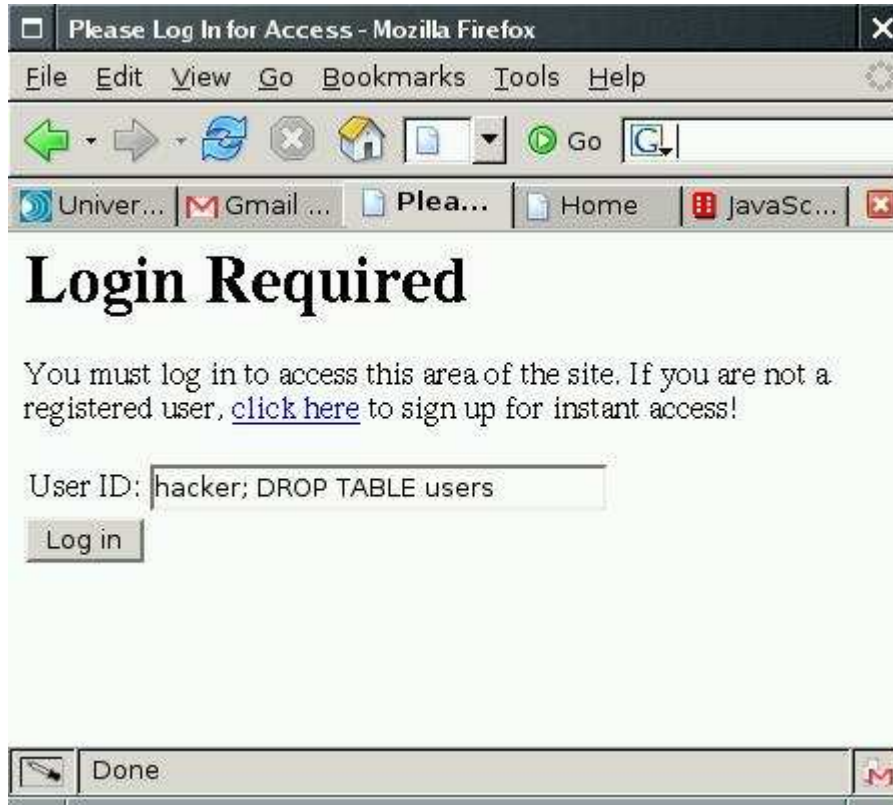 Please Log In for Access - Mozilla Firefox
File Edit View Go Bookmarks Tools Help
Go G
Univer... Gmail ... Plea... Home JavaSc...
Login Required
You must log in to access this area of the site. If you are not a
registered user, click here to sign up for instant access!
User ID: hacker; DROP TABLE users
Log in
Done